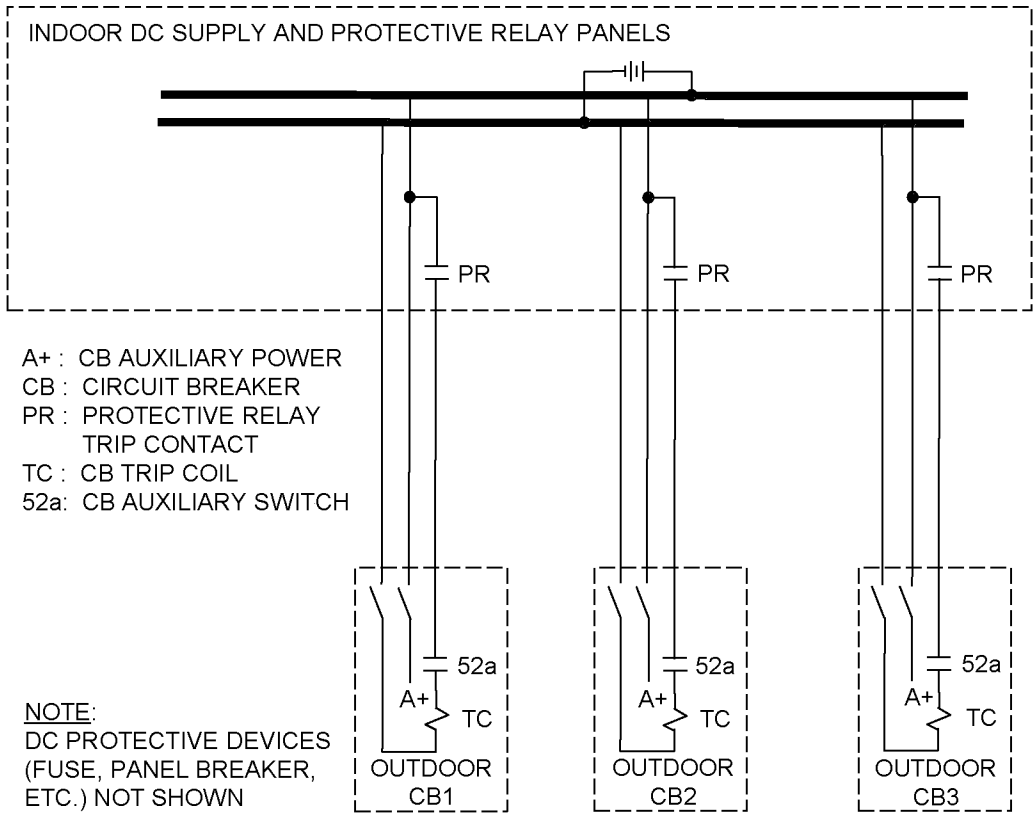 INDOOR DC SUPPLY AND PROTECTIVE RELAY PANELS
PR
PR
PR
A+ : CB AUXILIARY POWER
CB : CIRCUIT BREAKER
PR : PROTECTIVE RELAY
TRIP CONTACT
TC : CB TRIP COIL
52a: CB AUXILIARY SWITCH
52a
52a
52a
A+
A+
A+
TC
TC
TC
NOTE:
DC PROTECTIVE DEVICES
(FUSE, PANEL BREAKER,
ETC.) NOT SHOWN
OUTDOOR
CB1
OUTDOOR
CB2
OUTDOOR
CB3